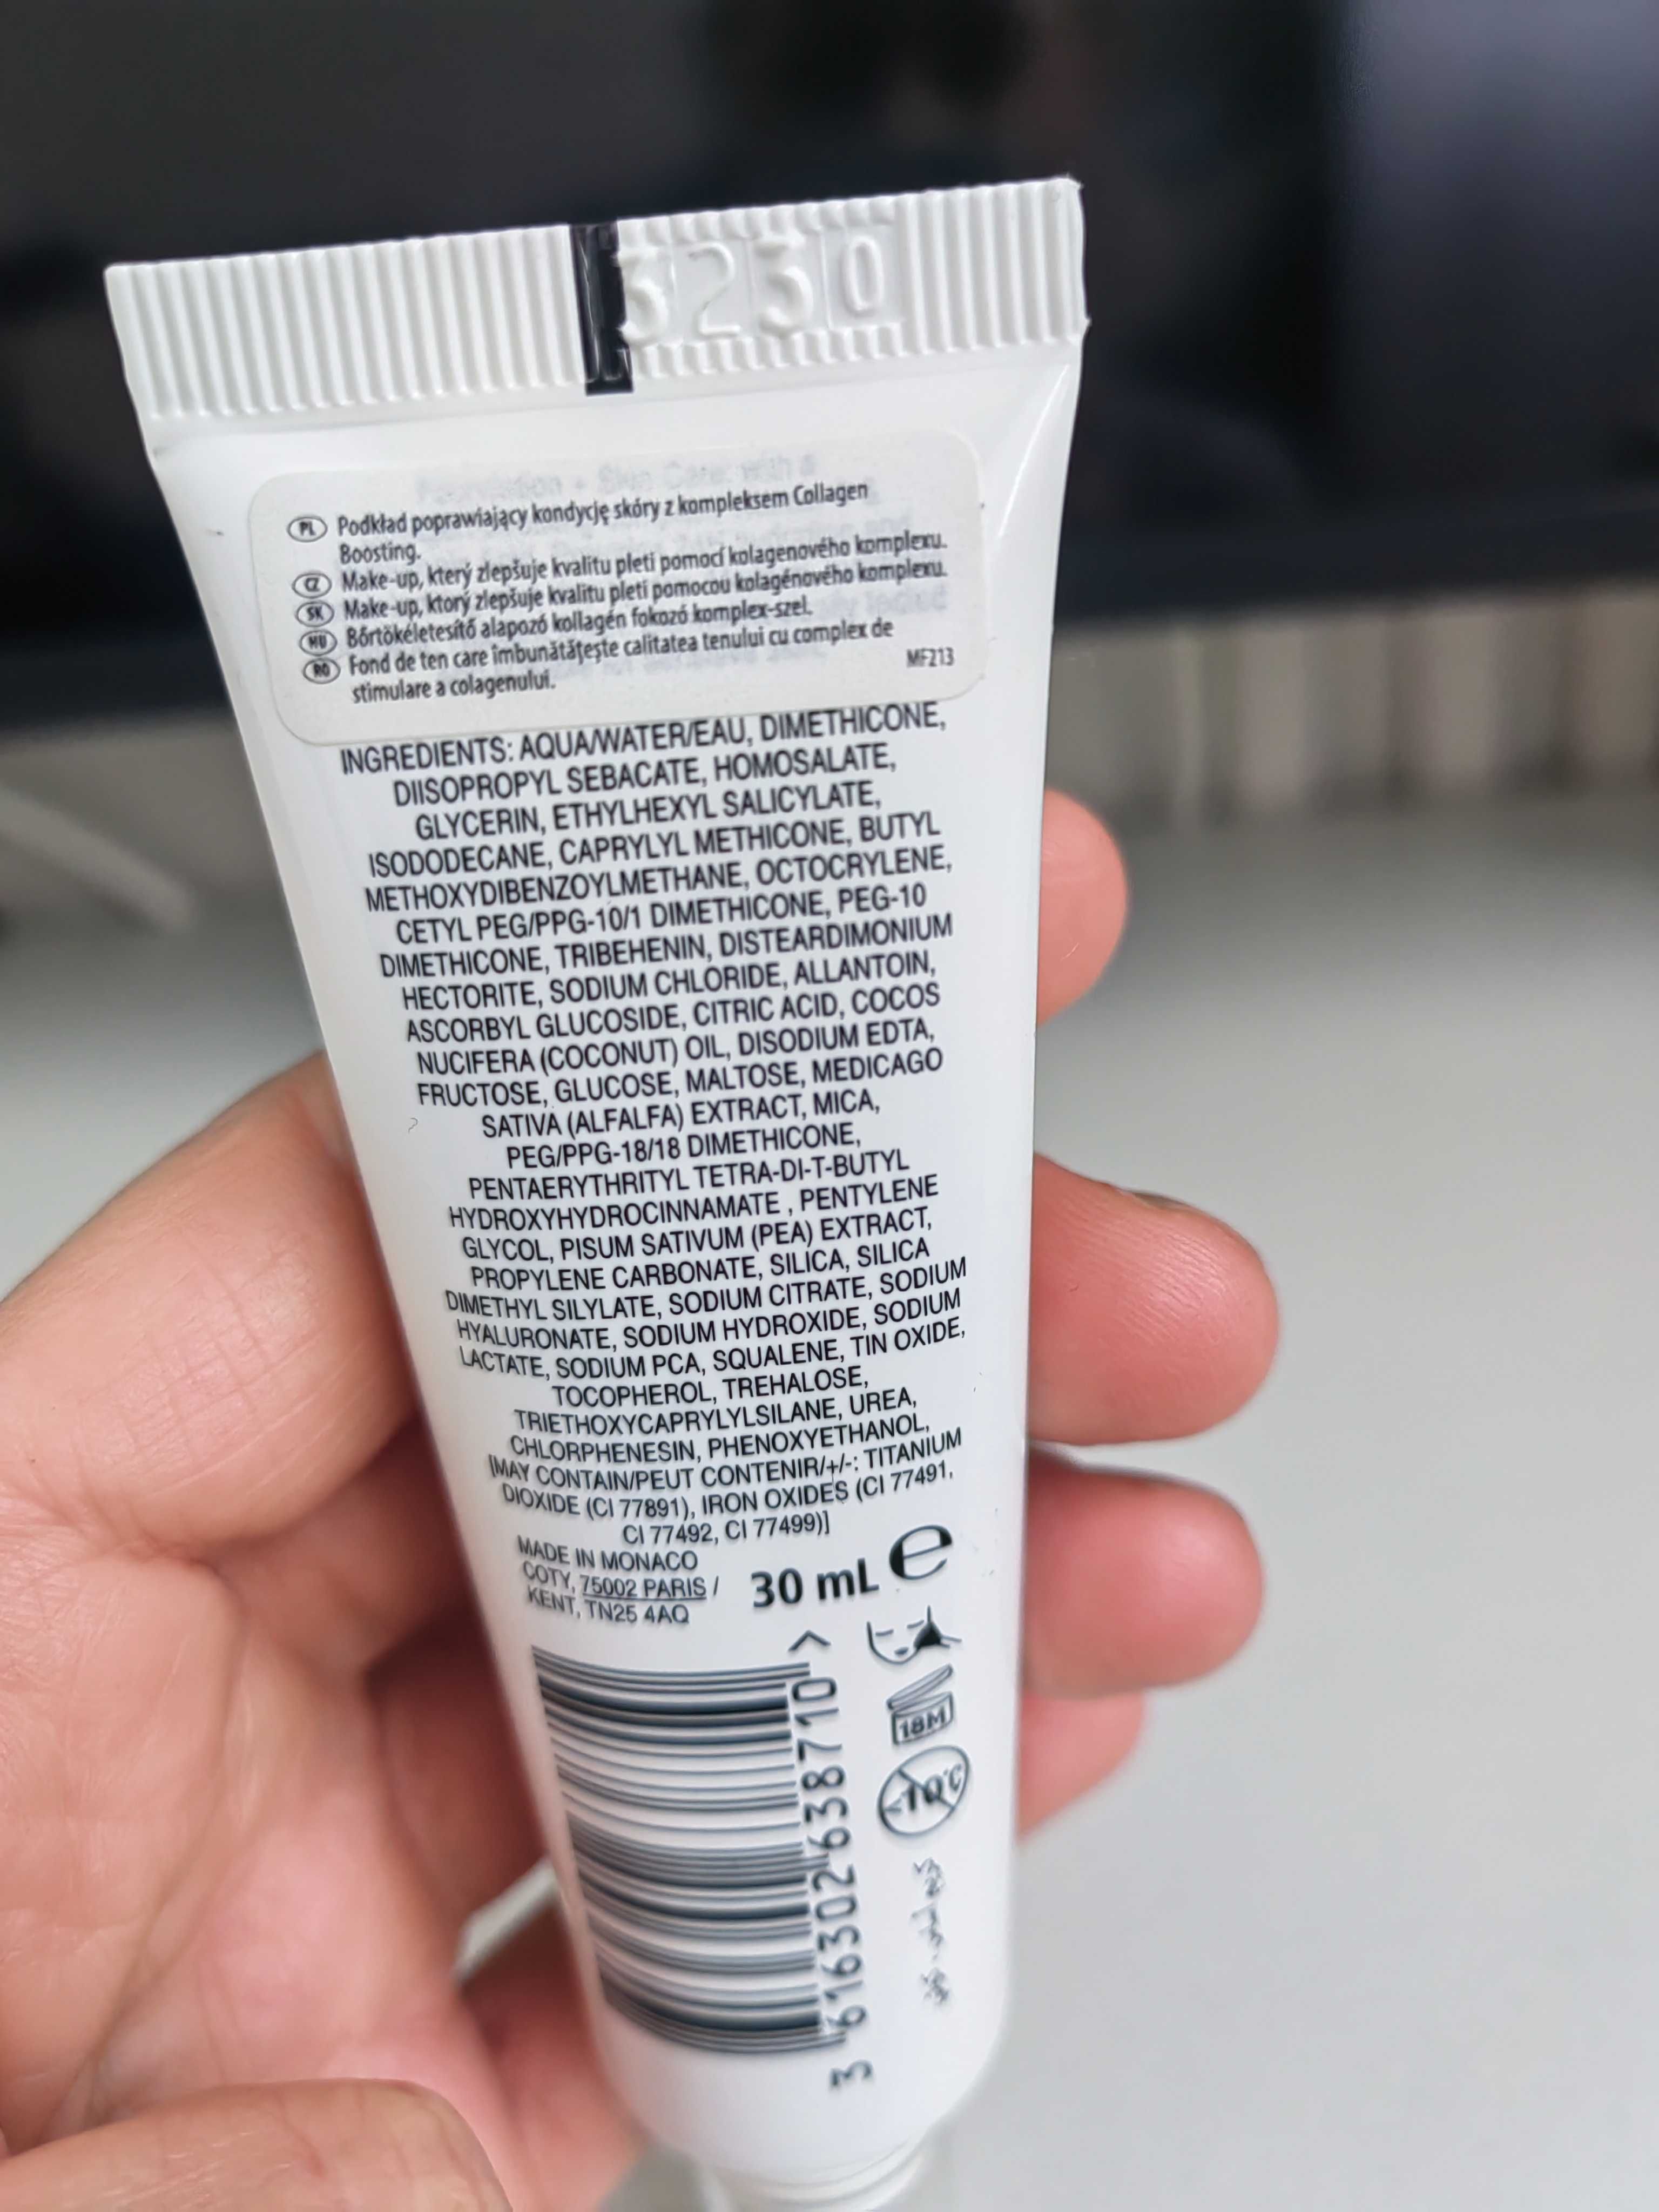 3230
Foundation + Skin Care: with a
PL Podkład poprawiający kondycję skóry z kompleksem Collagen
Boosting.
CZ Make-up, který zlepšuje kvalitu pleti pomocí kolagenového komplexu.
SK Make-up, ktorý zlepšuje kvalitu pleti pomocou kolagénového komplexu.
HU Bőrtökéletesítő alapozó kollagén fokozó komplex-szel.
RO Fond de ten care îmbunătățește calitatea tenului cu complex de
stimulare a colagenului.
MF213
INGREDIENTS: AQUA/WATER/EAU, DIMETHICONE,
DIISOPROPYL SEBACATE, HOMOSALATE,
GLYCERIN, ETHYLHEXYL SALICYLATE,
ISODODECANE, CAPRYLYL METHICONE, BUTYL
METHOXYDIBENZOYLMETHANE, OCTOCRYLENE,
CETYL PEG/PPG-10/1 DIMETHICONE, PEG-10
DIMETHICONE, TRIBEHENIN, DISTEARDIMONIUM
HECTORITE, SODIUM CHLORIDE, ALLANTOIN,
ASCORBYL GLUCOSIDE, CITRIC ACID, COCOS
NUCIFERA (COCONUT) OIL, DISODIUM EDTA,
FRUCTOSE, GLUCOSE, MALTOSE, MEDICAGO
SATIVA (ALFALFA) EXTRACT, MICA,
PEG/PPG-18/18 DIMETHICONE,
PENTAERYTHRITYL TETRA-DI-T-BUTYL
HYDROXYHYDROCINNAMATE , PENTYLENE
GLYCOL, PISUM SATIVUM (PEA) EXTRACT,
PROPYLENE CARBONATE, SILICA, SILICA
DIMETHYL SILYLATE, SODIUM CITRATE, SODIUM
HYALURONATE, SODIUM HYDROXIDE, SODIUM
LACTATE, SODIUM PCA, SQUALENE, TIN OXIDE,
TOCOPHEROL, TREHALOSE,
TRIETHOXYCAPRYLYLSILANE, UREA,
CHLORPHENESIN, PHENOXYETHANOL,
[MAY CONTAIN/PEUT CONTENIR/+/-: TITANIUM
DIOXIDE (CI 77891), IRON OXIDES (CI 77491,
CI 77492, CI 77499)]
MADE IN MONACO
COTY, 75002 PARIS /
KENT, TN25 4AQ
30 mL e
18M
<-10°C
3 616302 638710 >